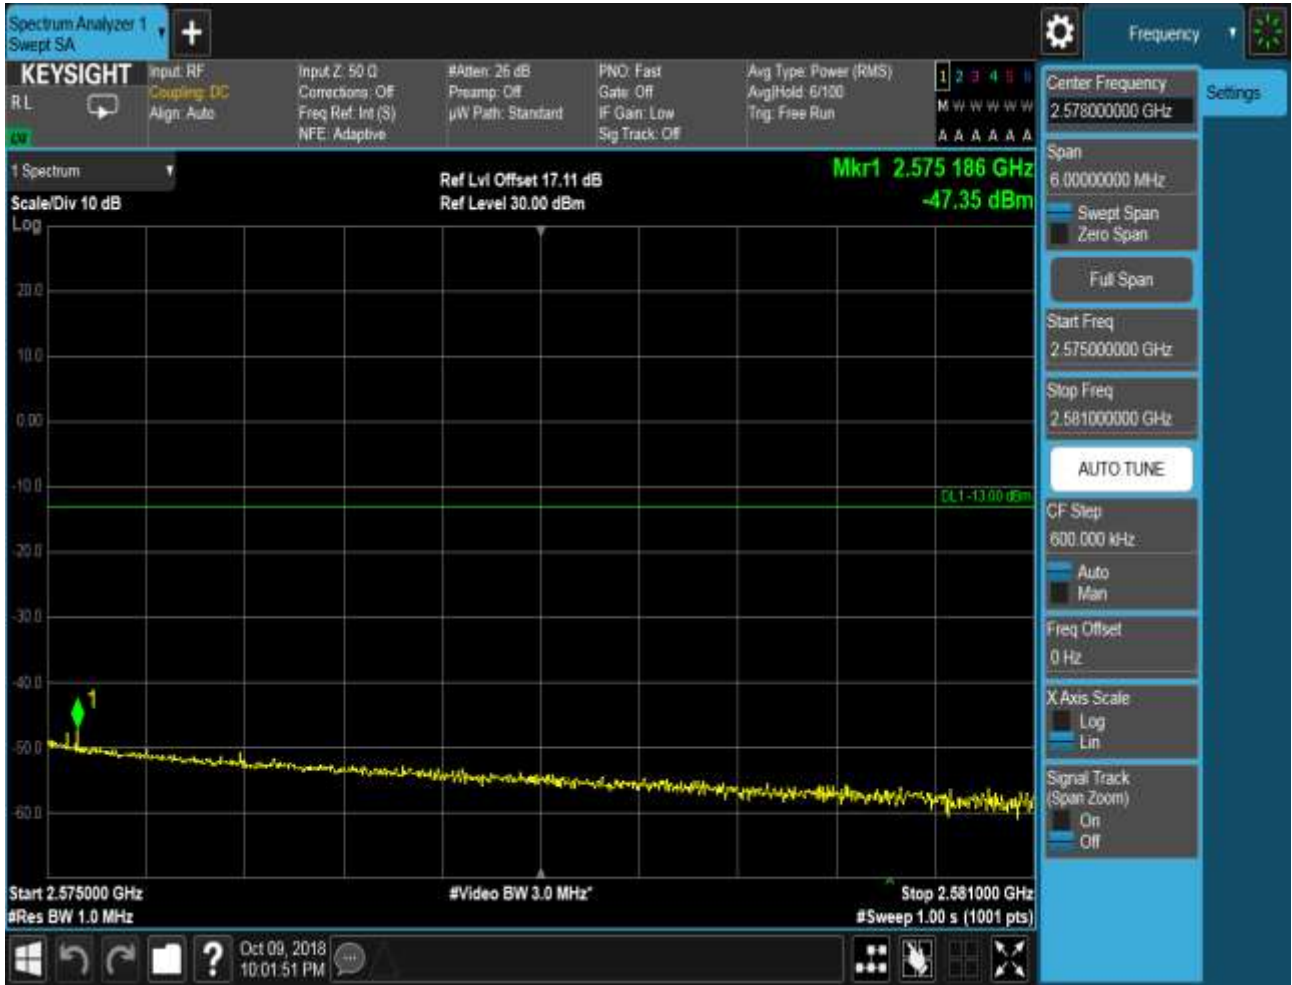 Spectrum Analyzer 1
Swept SA
+
Frequency
KEYSIGHT
R L
Input: RF
Coupling: DC
Align: Auto
Input Z: 50 Ω
Corrections: Off
Freq Ref: Int (S)
NFE: Adaptive
#Atten: 26 dB
Preamp: Off
µW Path: Standard
PNO: Fast
Gate: Off
IF Gain: Low
Sig Track: Off
Avg Type: Power (RMS)
Avg|Hold: 6/100
Trig: Free Run
1 2 3 4 5 6
M W W W W W
A A A A A A
1 Spectrum
Scale/Div 10 dB
Log
Ref Lvl Offset 17.11 dB
Ref Level 30.00 dBm
Mkr1 2.575 186 GHz
-47.35 dBm
20.0
10.0
0.00
-10.0
-20.0
-30.0
-40.0
-50.0
-60.0
DL1 -13.00 dBm
1
Start 2.575000 GHz
#Res BW 1.0 MHz
#Video BW 3.0 MHz*
Stop 2.581000 GHz
#Sweep 1.00 s (1001 pts)
Center Frequency
2.578000000 GHz
Settings
Span
6.00000000 MHz
Swept Span
Zero Span
Full Span
Start Freq
2.575000000 GHz
Stop Freq
2.581000000 GHz
AUTO TUNE
CF Step
600.000 kHz
Auto
Man
Freq Offset
0 Hz
X Axis Scale
Log
Lin
Signal Track
(Span Zoom)
On
Off
?
Oct 09, 2018
10:01:51 PM